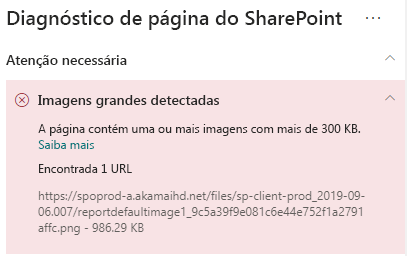 Diagnóstico de página do SharePoint ...
Atenção necessária
Imagens grandes detectadas
A página contém uma ou mais imagens com mais de 300 KB.
Saiba mais
Encontrada 1 URL
https://spoprod-a.akamaihd.net/files/sp-client-prod_2019-09-
06.007/reportdefaultimage1_9c5a39f9e081c6e44e752f1a2791
affc.png - 986.29 KB